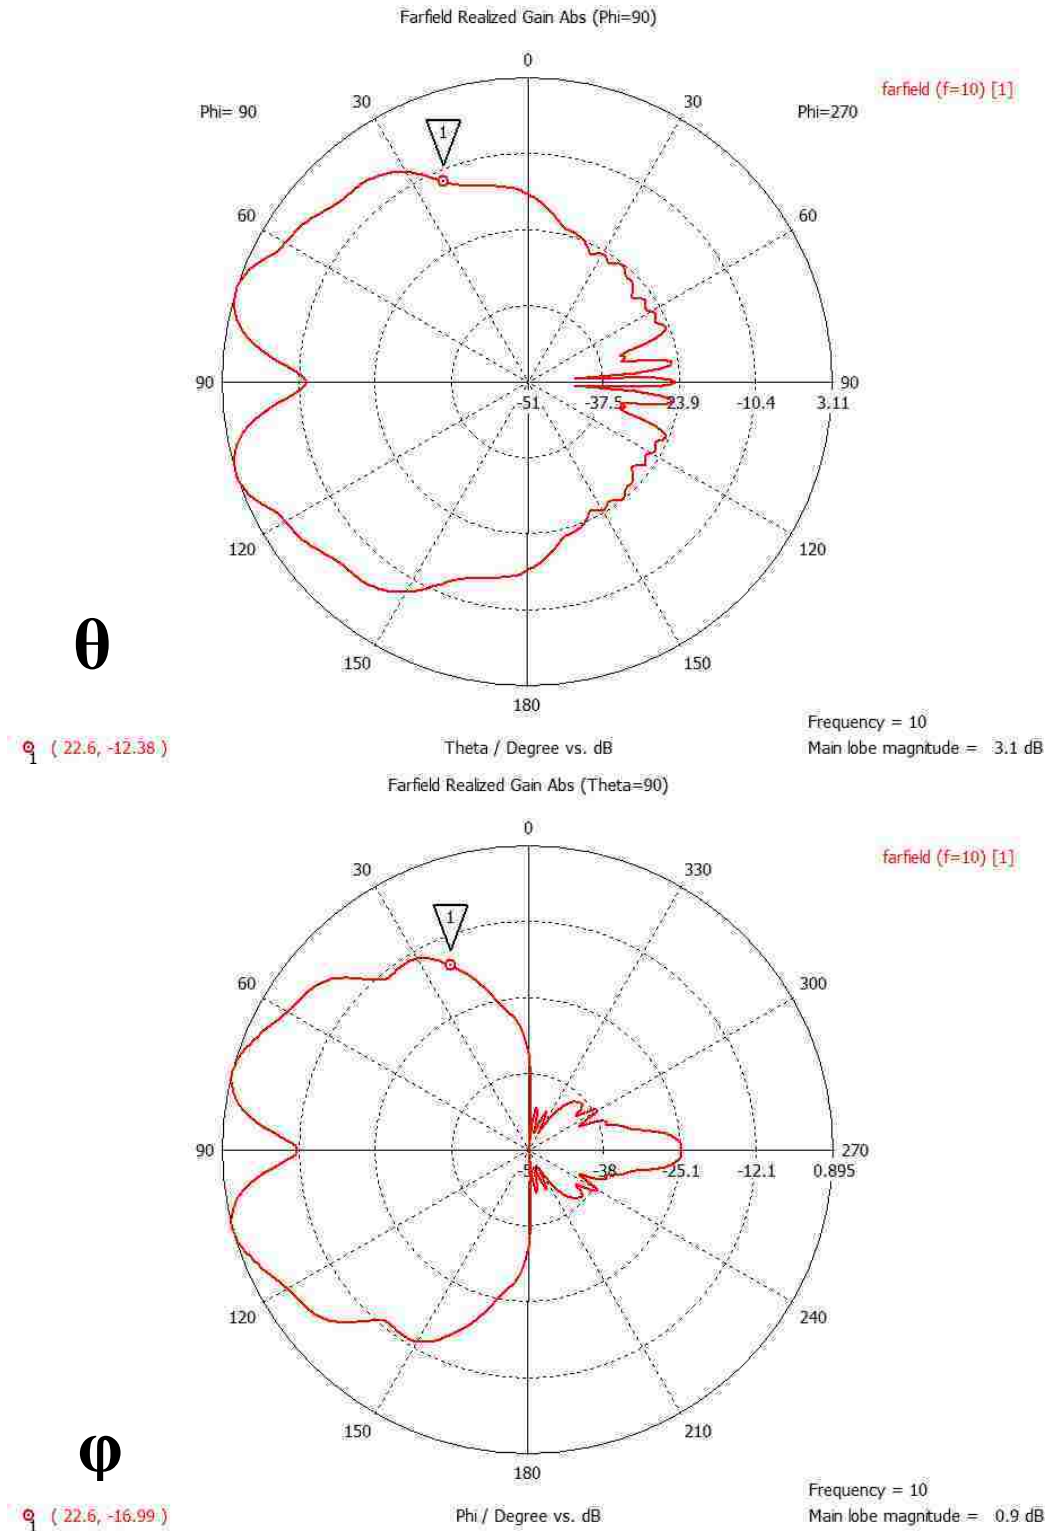 Farfield Realized Gain Abs (Phi=90)
0
farfield (f=10) [1]
30
30
Phi= 90
Phi=270
1
60
60
90
90
-51.
-37.5
-23.9
-10.4
3.11
120
120
θ
150
150
180
Frequency = 10
1
( 22.6, -12.38 )
Theta / Degree vs. dB
Main lobe magnitude = 3.1 dB
Farfield Realized Gain Abs (Theta=90)
0
farfield (f=10) [1]
30
330
1
60
300
90
270
-38
-25.1
-12.1
0.895
120
240
150
210
φ
180
Frequency = 10
1
( 22.6, -16.99 )
Phi / Degree vs. dB
Main lobe magnitude = 0.9 dB